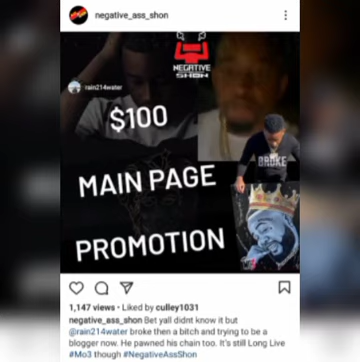 negative_ass_shon
NEGATIVE
SHON
rain214water
$100
BROKE
MAIN PAGE
PROMOTION
1,147 views • Liked by culley1031
negative_ass_shon Bet yall didnt know it but
@rain214water broke then a bitch and trying to be a
blogger now. He pawned his chain too. It's still Long Live
#Mo3 though #NegativeAssShon